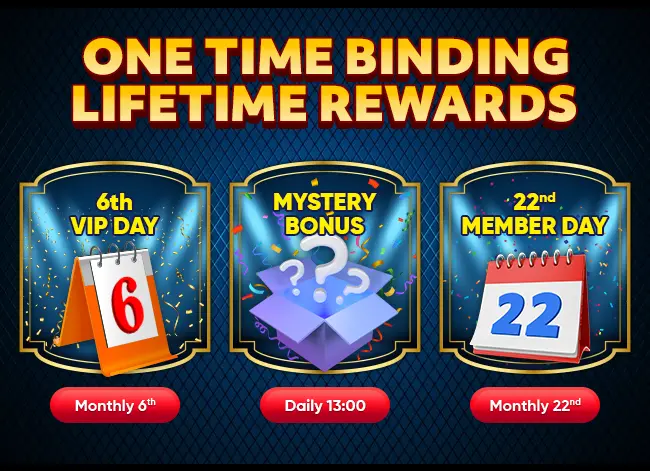 ONE TIME BINDING
LIFETIME REWARDS
6th
VIP DAY
6
Monthly 6th
MYSTERY
BONUS
???
Daily 13:00
22nd
MEMBER DAY
22
Monthly 22nd